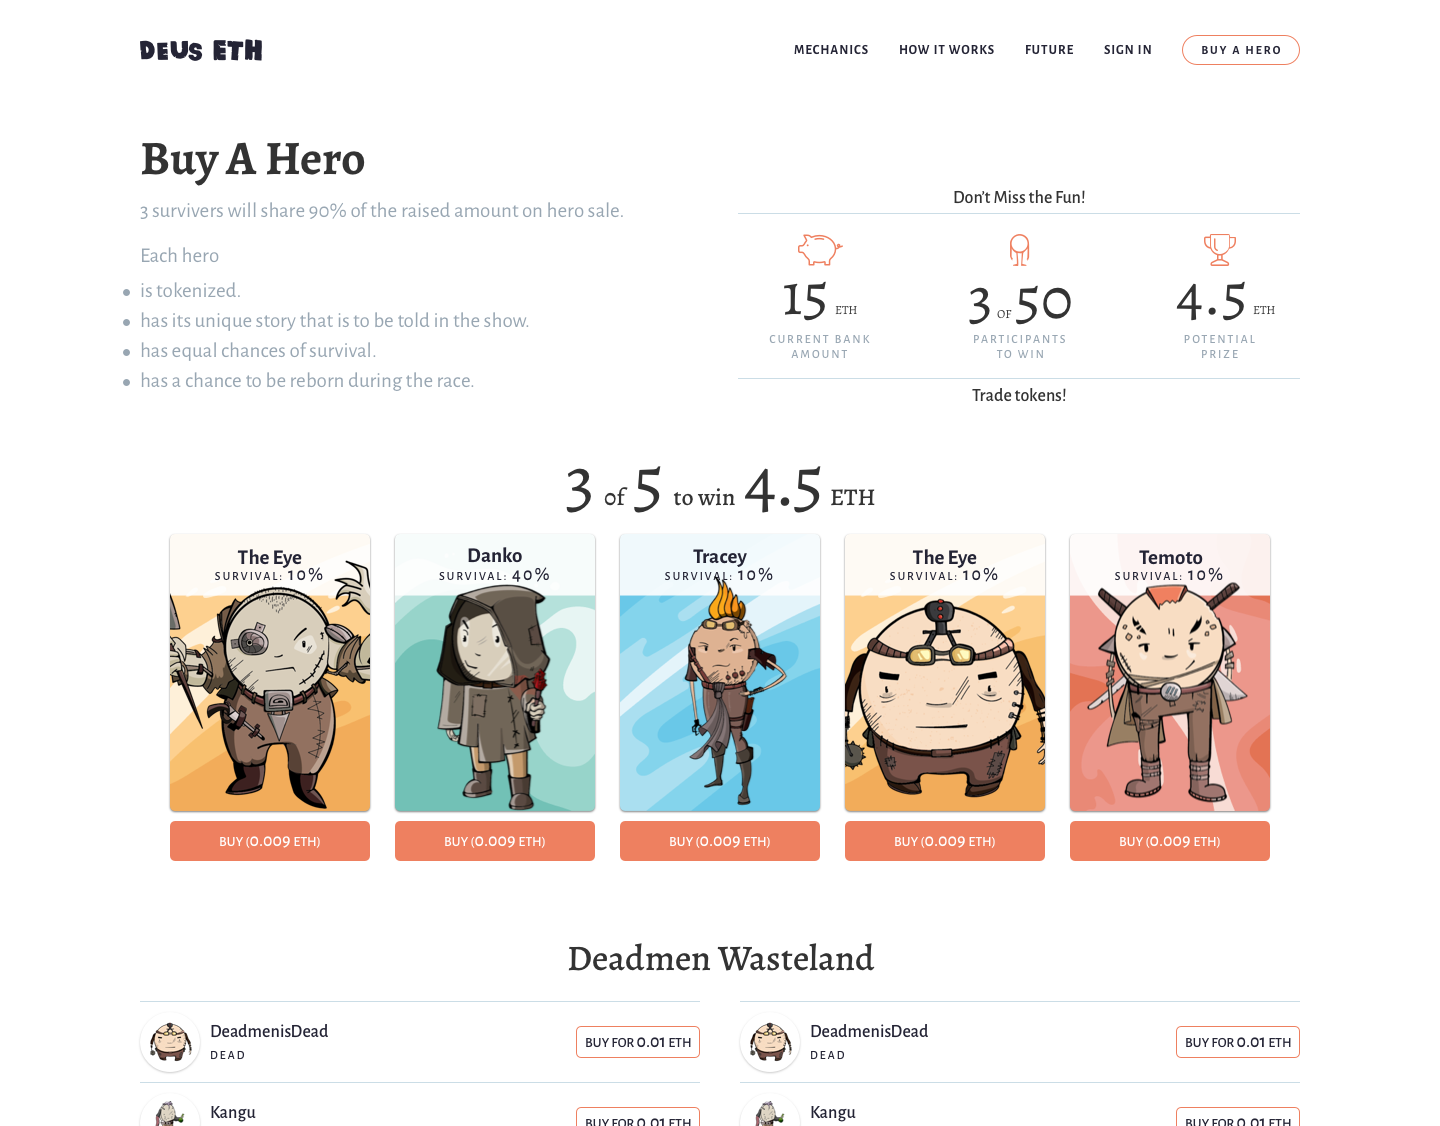 DEUS ETH
MECHANICS
HOW IT WORKS
FUTURE
SIGN IN
BUY A HERO
Buy A Hero
3 survivers will share 90% of the raised amount on hero sale.
Each hero
is tokenized.
has its unique story that is to be told in the show.
has equal chances of survival.
has a chance to be reborn during the race.
Don't Miss the Fun!
15 ETH
CURRENT BANK
AMOUNT
3 OF 50
PARTICIPANTS
TO WIN
4.5 ETH
POTENTIAL
PRIZE
Trade tokens!
3 of 5 to win 4.5 ETH
The Eye
SURVIVAL: 10%
BUY (0.009 ETH)
Danko
SURVIVAL: 40%
BUY (0.009 ETH)
Tracey
SURVIVAL: 10%
BUY (0.009 ETH)
The Eye
SURVIVAL: 10%
BUY (0.009 ETH)
Temoto
SURVIVAL: 10%
BUY (0.009 ETH)
Deadmen Wasteland
DeadmenisDead
DEAD
BUY FOR 0.01 ETH
DeadmenisDead
DEAD
BUY FOR 0.01 ETH
Kangu
BUY FOR 0.01 ETH
Kangu
BUY FOR 0.01 ETH